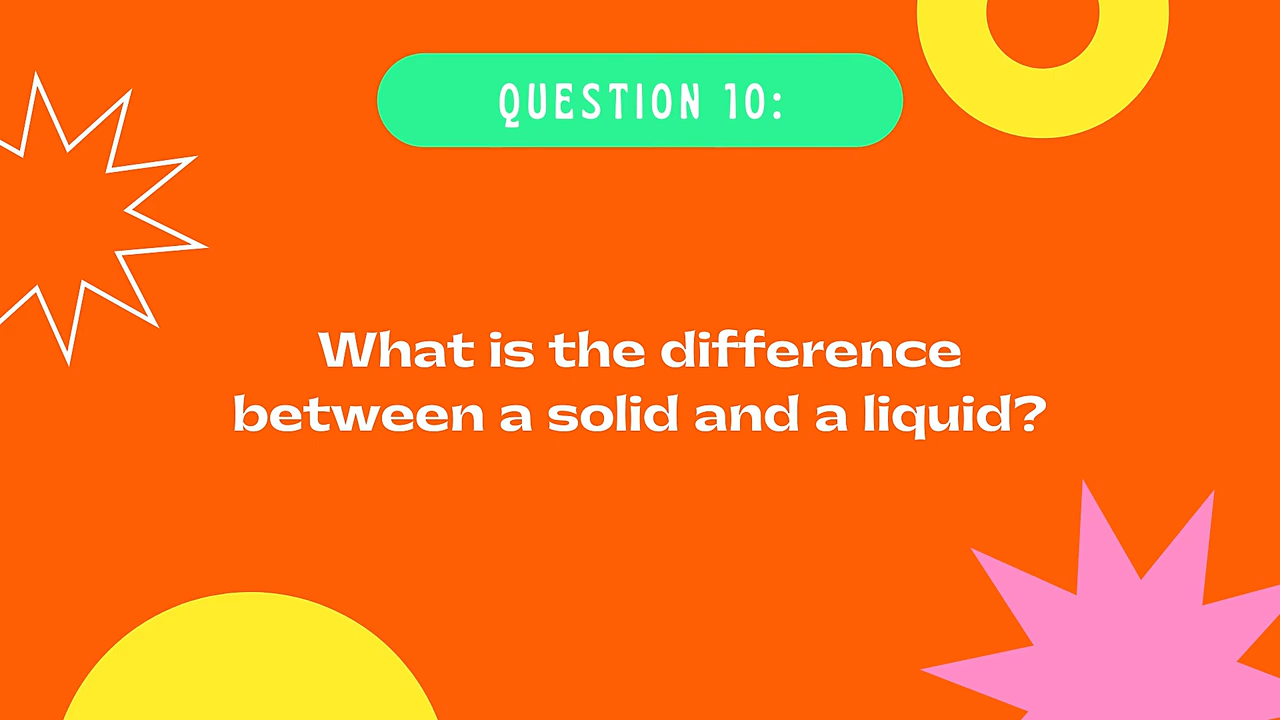 QUESTION 10:
What is the difference
between a solid and a liquid?